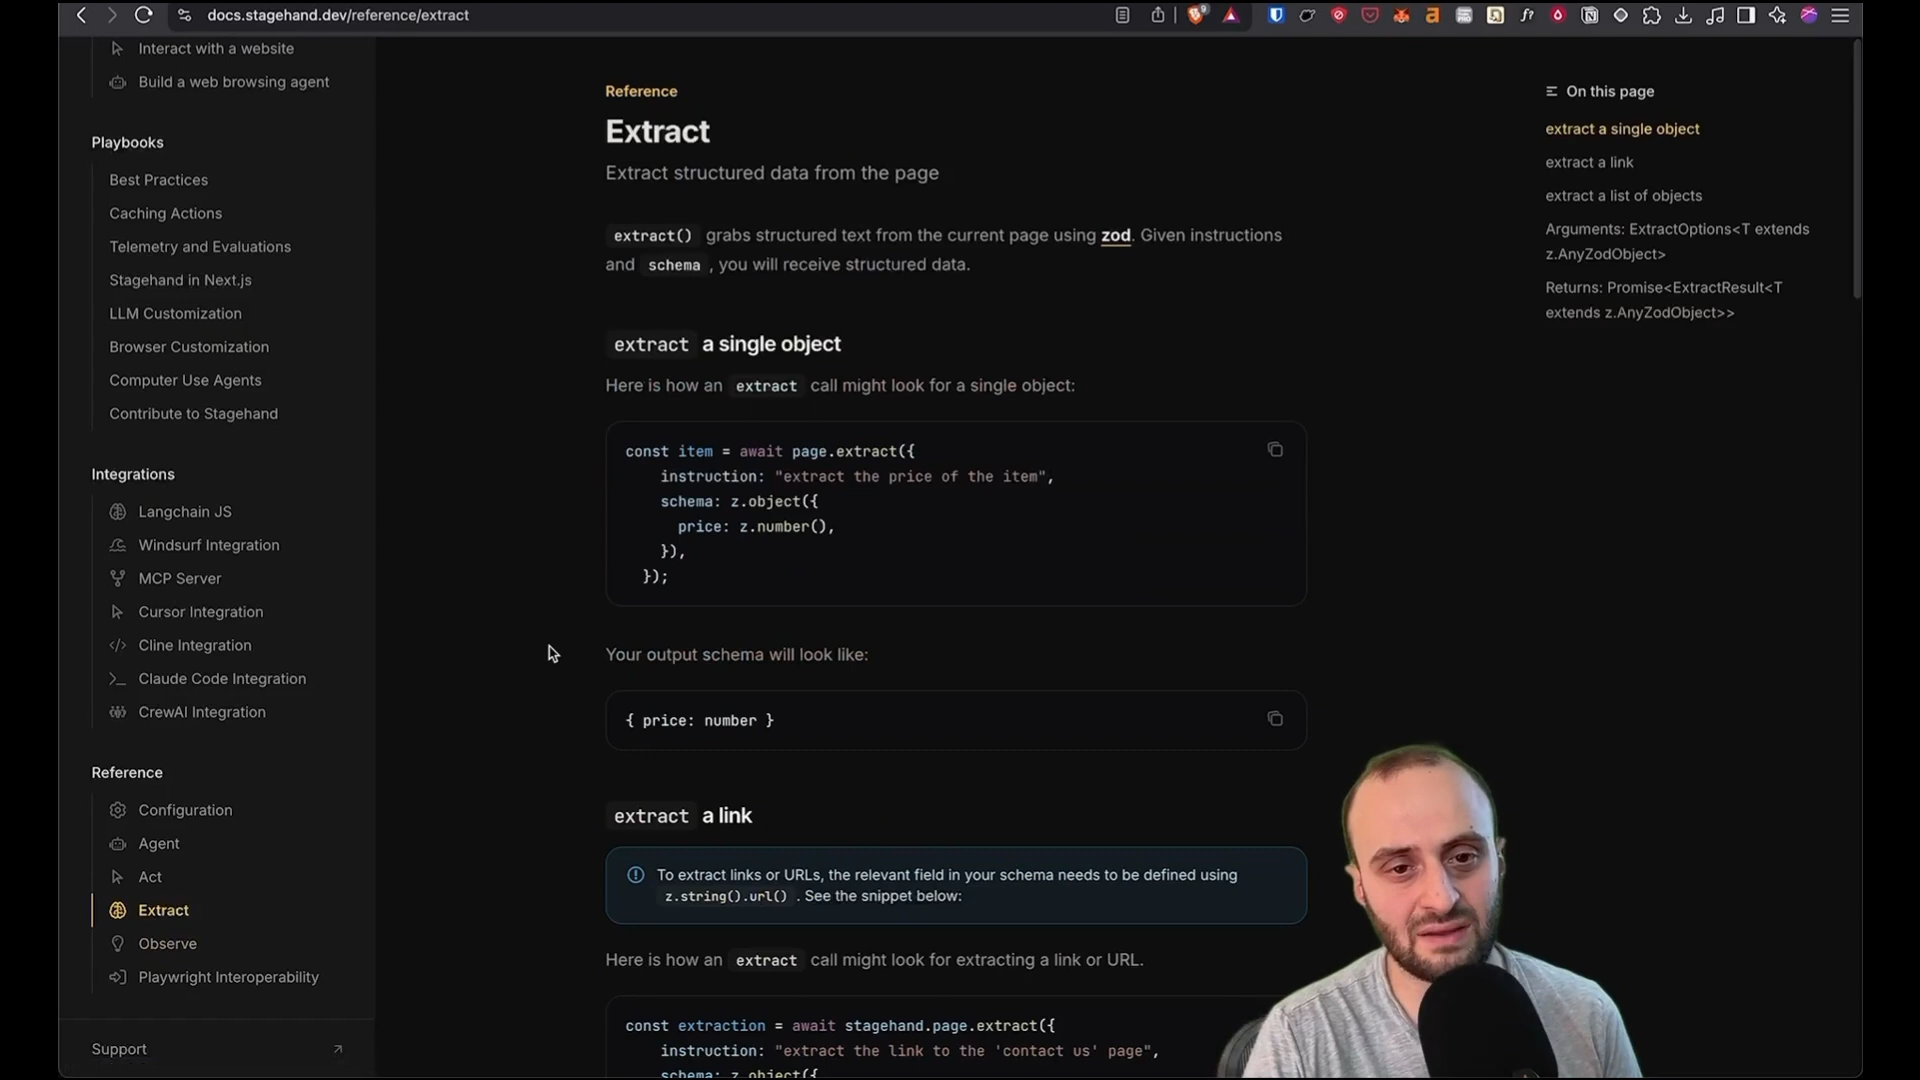 docs.stagehand.dev/reference/extract
Interact with a website
Build a web browsing agent
Playbooks
Best Practices
Caching Actions
Telemetry and Evaluations
Stagehand in Next.js
LLM Customization
Browser Customization
Computer Use Agents
Contribute to Stagehand
Integrations
Langchain JS
Windsurf Integration
MCP Server
Cursor Integration
Cline Integration
Claude Code Integration
CrewAI Integration
Reference
Configuration
Agent
Act
Extract
Observe
Playwright Interoperability
Support
Reference
Extract
Extract structured data from the page
extract() grabs structured text from the current page using zod. Given instructions
and schema , you will receive structured data.
extract a single object
Here is how an extract call might look for a single object:
const item = await page.extract({
instruction: "extract the price of the item",
schema: z.object({
price: z.number(),
}),
});
Your output schema will look like:
{ price: number }
extract a link
To extract links or URLs, the relevant field in your schema needs to be defined using
z.string().url() . See the snippet below:
Here is how an extract call might look for extracting a link or URL.
const extraction = await stagehand.page.extract({
instruction: "extract the link to the 'contact us' page",
schema: z.object({
On this page
extract a single object
extract a link
extract a list of objects
Arguments: ExtractOptions<T extends
z.AnyZodObject>
Returns: Promise<ExtractResult<T
extends z.AnyZodObject>>